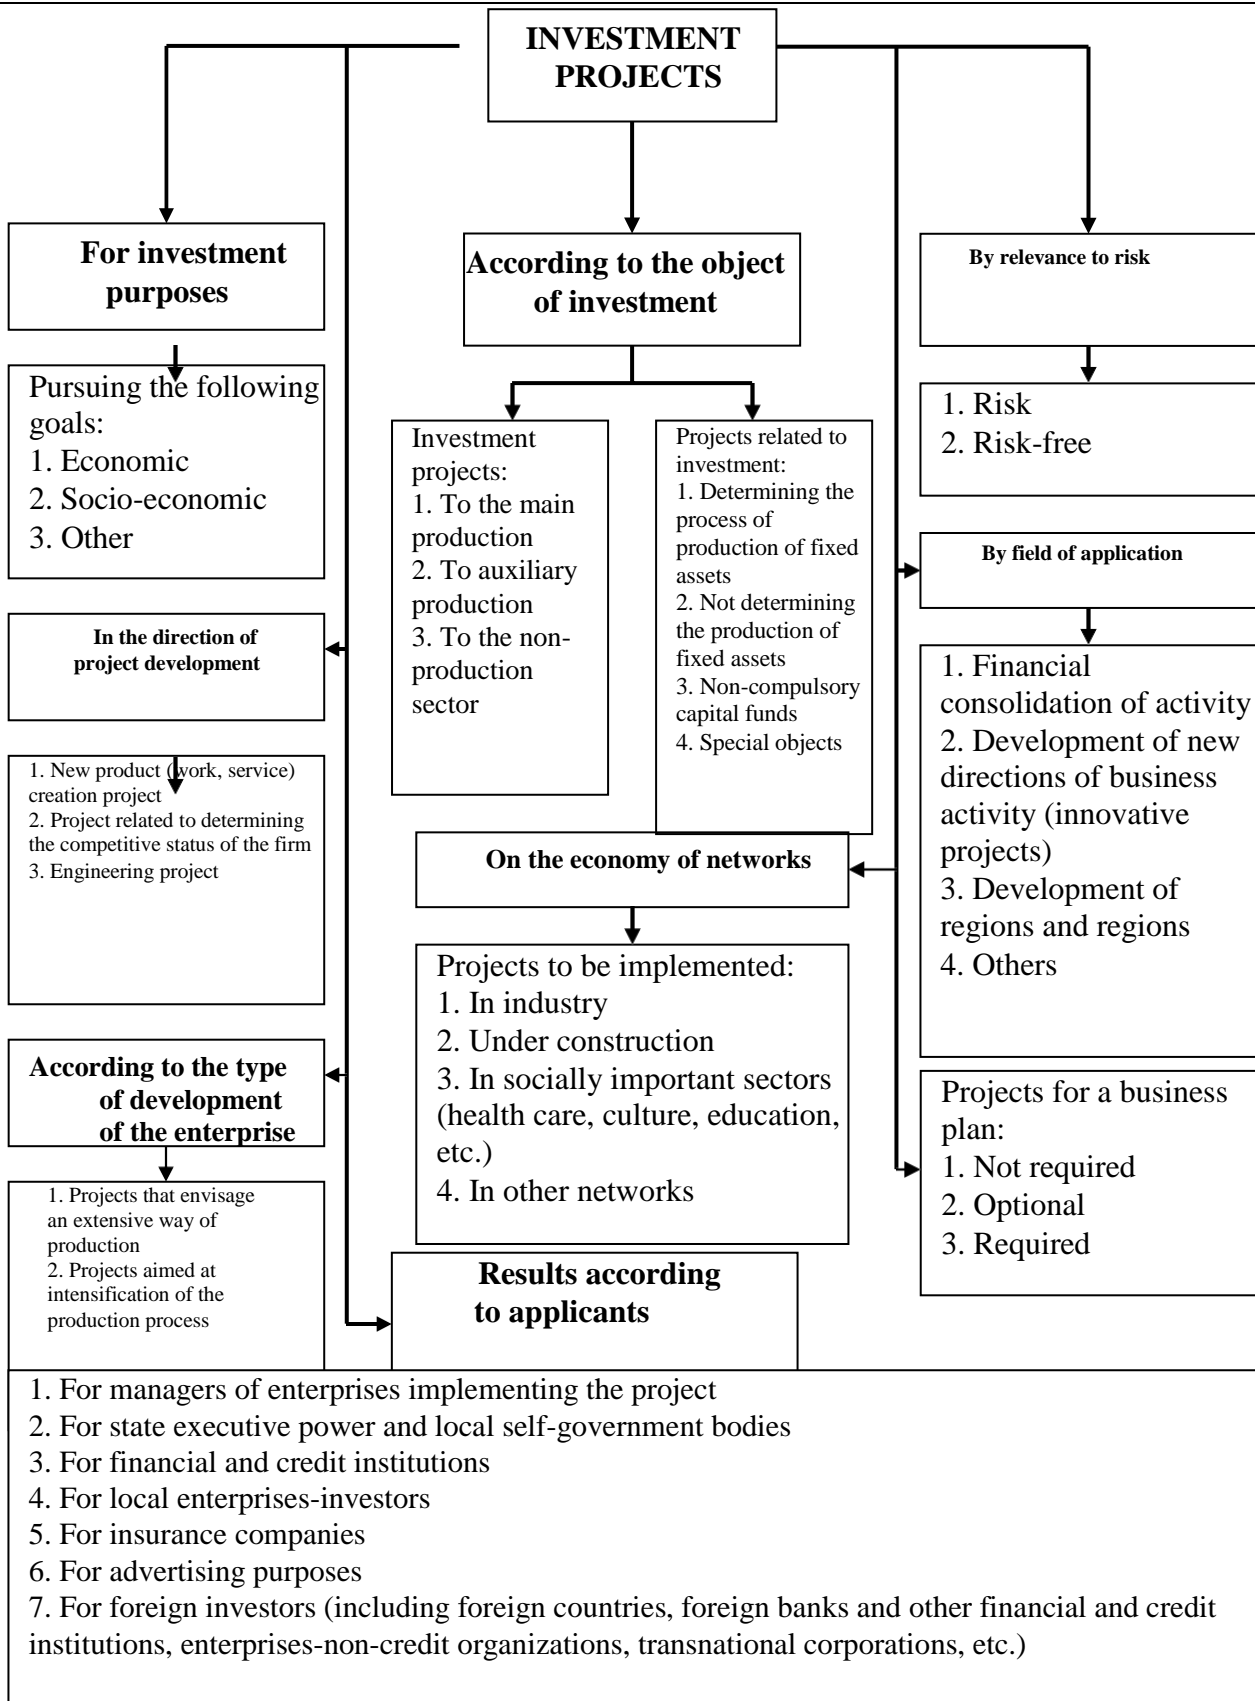 INVESTMENT
PROJECTS
For investment
purposes
Pursuing the following
goals:
1. Economic
2. Socio-economic
3. Other
In the direction of
project development
1. New product (work, service)
creation project
2. Project related to determining
the competitive status of the firm
3. Engineering project
According to the type
of development
of the enterprise
1. Projects that envisage
an extensive way of
production
2. Projects aimed at
intensification of the
production process
According to the object
of investment
Investment
projects:
1. To the main
production
2. To auxiliary
production
3. To the non-
production
sector
Projects related to
investment:
1. Determining the
process of
production of fixed
assets
2. Not determining
the production of
fixed assets
3. Non-compulsory
capital funds
4. Special objects
On the economy of networks
Projects to be implemented:
1. In industry
2. Under construction
3. In socially important sectors
(health care, culture, education,
etc.)
4. In other networks
Results according
to applicants
By relevance to risk
1. Risk
2. Risk-free
By field of application
1. Financial
consolidation of activity
2. Development of new
directions of business
activity (innovative
projects)
3. Development of
regions and regions
4. Others
Projects for a business
plan:
1. Not required
2. Optional
3. Required
1. For managers of enterprises implementing the project
2. For state executive power and local self-government bodies
3. For financial and credit institutions
4. For local enterprises-investors
5. For insurance companies
6. For advertising purposes
7. For foreign investors (including foreign countries, foreign banks and other financial and credit
institutions, enterprises-non-credit organizations, transnational corporations, etc.)